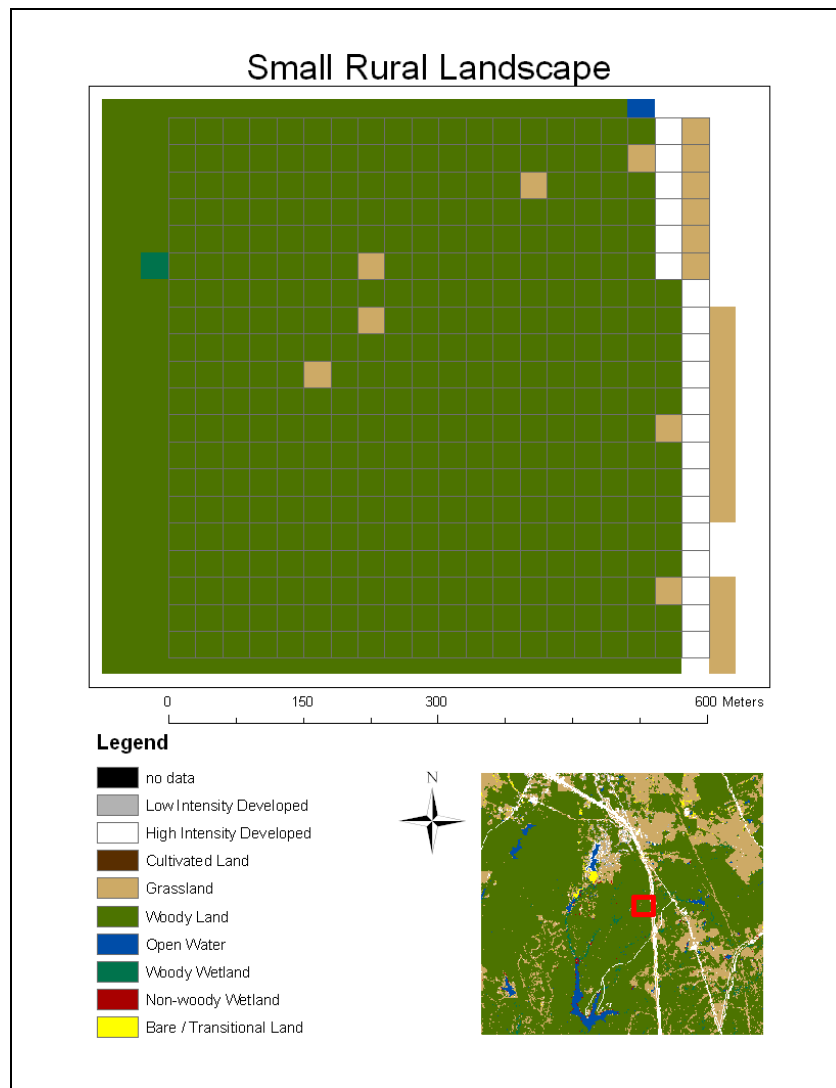 Small Rural Landscape
0 150 300 600 Meters
Legend
no data
Low Intensity Developed
High Intensity Developed
Cultivated Land
Grassland
Woody Land
Open Water
Woody Wetland
Non-woody Wetland
Bare / Transitional Land
N